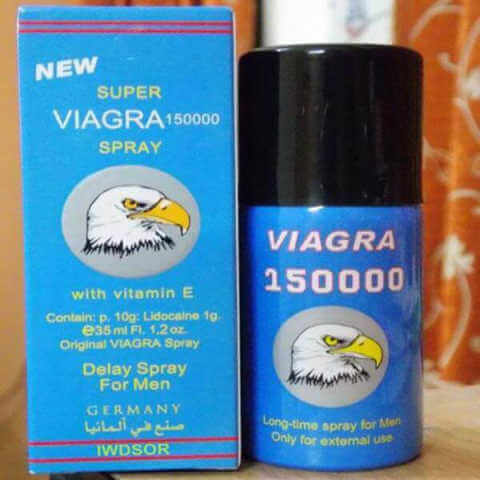 NEW
SUPER
VIAGRA 150000
SPRAY
with vitamin E
Contain: p. 10g: Lidocaine 1g.
e 35 ml Fl. 1,2 oz.
Original VIAGRA Spray
Delay Spray
For Men
GERMANY
صنع في ألمانيا
IWDSOR
VIAGRA
150000
Long-time spray for Men
Only for external use